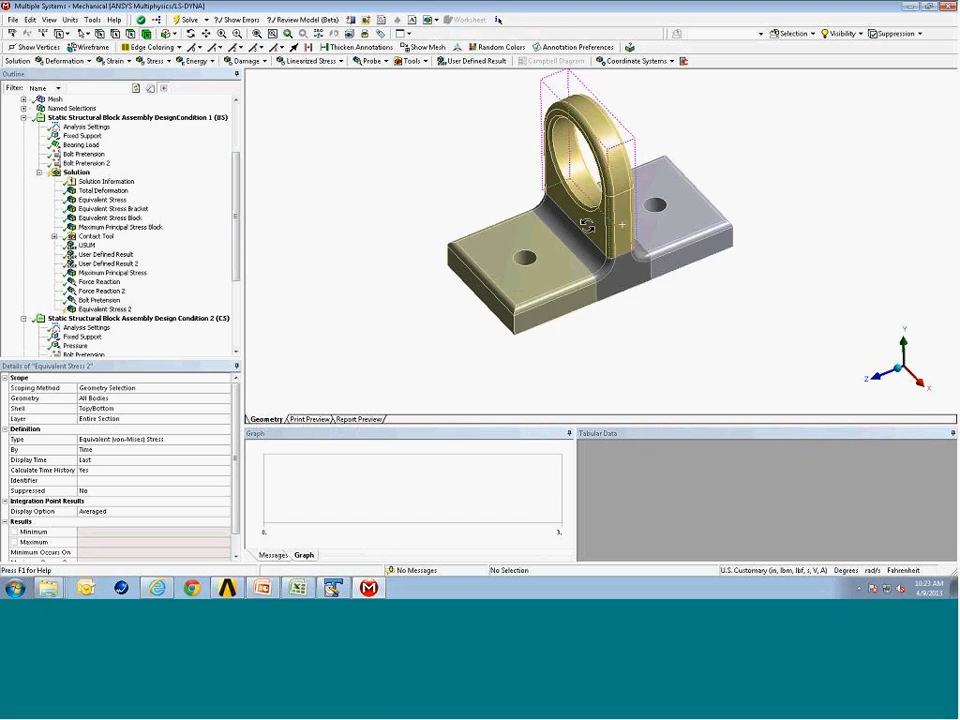 Multiple Systems - Mechanical [ANSYS Multiphysics/LS-DYNA]
File Edit View Units Tools Help Solve ?/ Show Errors ?/ Review Model (Beta) Worksheet
Selection Visibility Suppression
Show Vertices Wireframe Edge Coloring Thicken Annotations Show Mesh Random Colors Annotation Preferences
Solution Deformation Strain Stress Energy Damage Linearized Stress Probe Tools User Defined Result Campbell Diagram Coordinate Systems
Outline
Filter: Name
Mesh
Named Selections
Static Structural Block Assembly DesignCondition 1 (B5)
Analysis Settings
Fixed Support
Bearing Load
Bolt Pretension
Bolt Pretension 2
Solution
Solution Information
Total Deformation
Equivalent Stress
Equivalent Stress Bracket
Equivalent Stress Block
Maximum Principal Stress Block
Contact Tool
USUM
User Defined Result
User Defined Result 2
Maximum Principal Stress
Force Reaction
Force Reaction 2
Bolt Pretension
Equivalent Stress 2
Static Structural Block Assembly Design Condition 2 (C5)
Analysis Settings
Fixed Support
Pressure
Bolt Pretension
Details of "Equivalent Stress 2"
Scope
Scoping Method Geometry Selection
Geometry All Bodies
Shell Top/Bottom
Layer Entire Section
Definition
Type Equivalent (von-Mises) Stress
By Time
Display Time Last
Calculate Time History Yes
Identifier
Suppressed No
Integration Point Results
Display Option Averaged
Results
Minimum
Maximum
Minimum Occurs On
Y
Z
X
Geometry Print Preview Report Preview
Graph
0. 3.
Messages Graph
Tabular Data
Press F1 for Help No Messages No Selection U.S. Customary (in, lbm, lbf, s, V, A) Degrees rad/s Fahrenheit
10:23 AM
4/9/2013